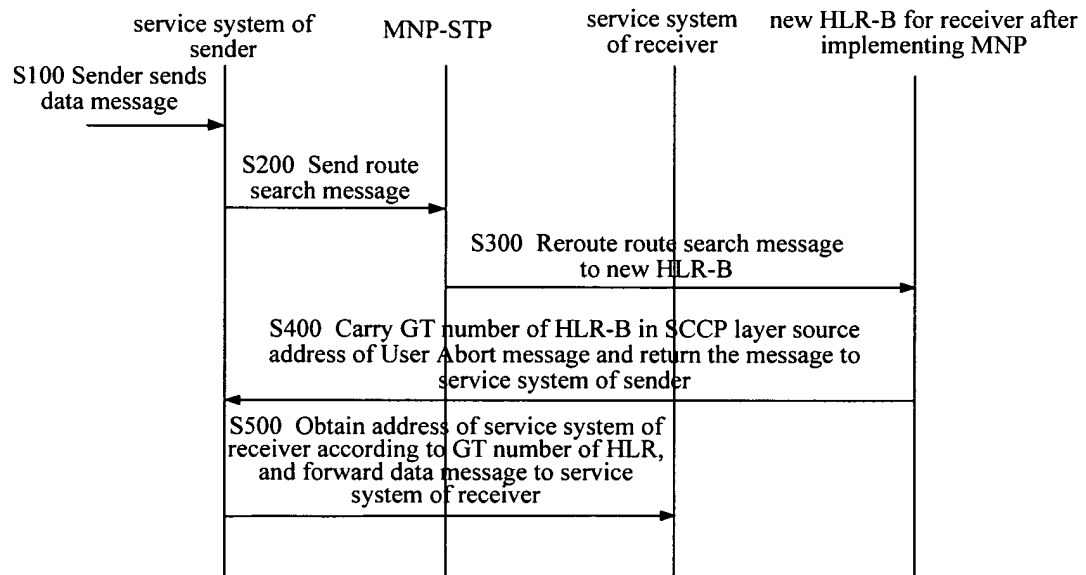 service system of
sender
MNP-STP
service system
of receiver
new HLR-B for receiver after
implementing MNP
S100 Sender sends
data message
S200 Send route
search message
S300 Reroute route search message
to new HLR-B
S400 Carry GT number of HLR-B in SCCP layer source
address of User Abort message and return the message to
service system of sender
S500 Obtain address of service system of
receiver according to GT number of HLR,
and forward data message to service
system of receiver